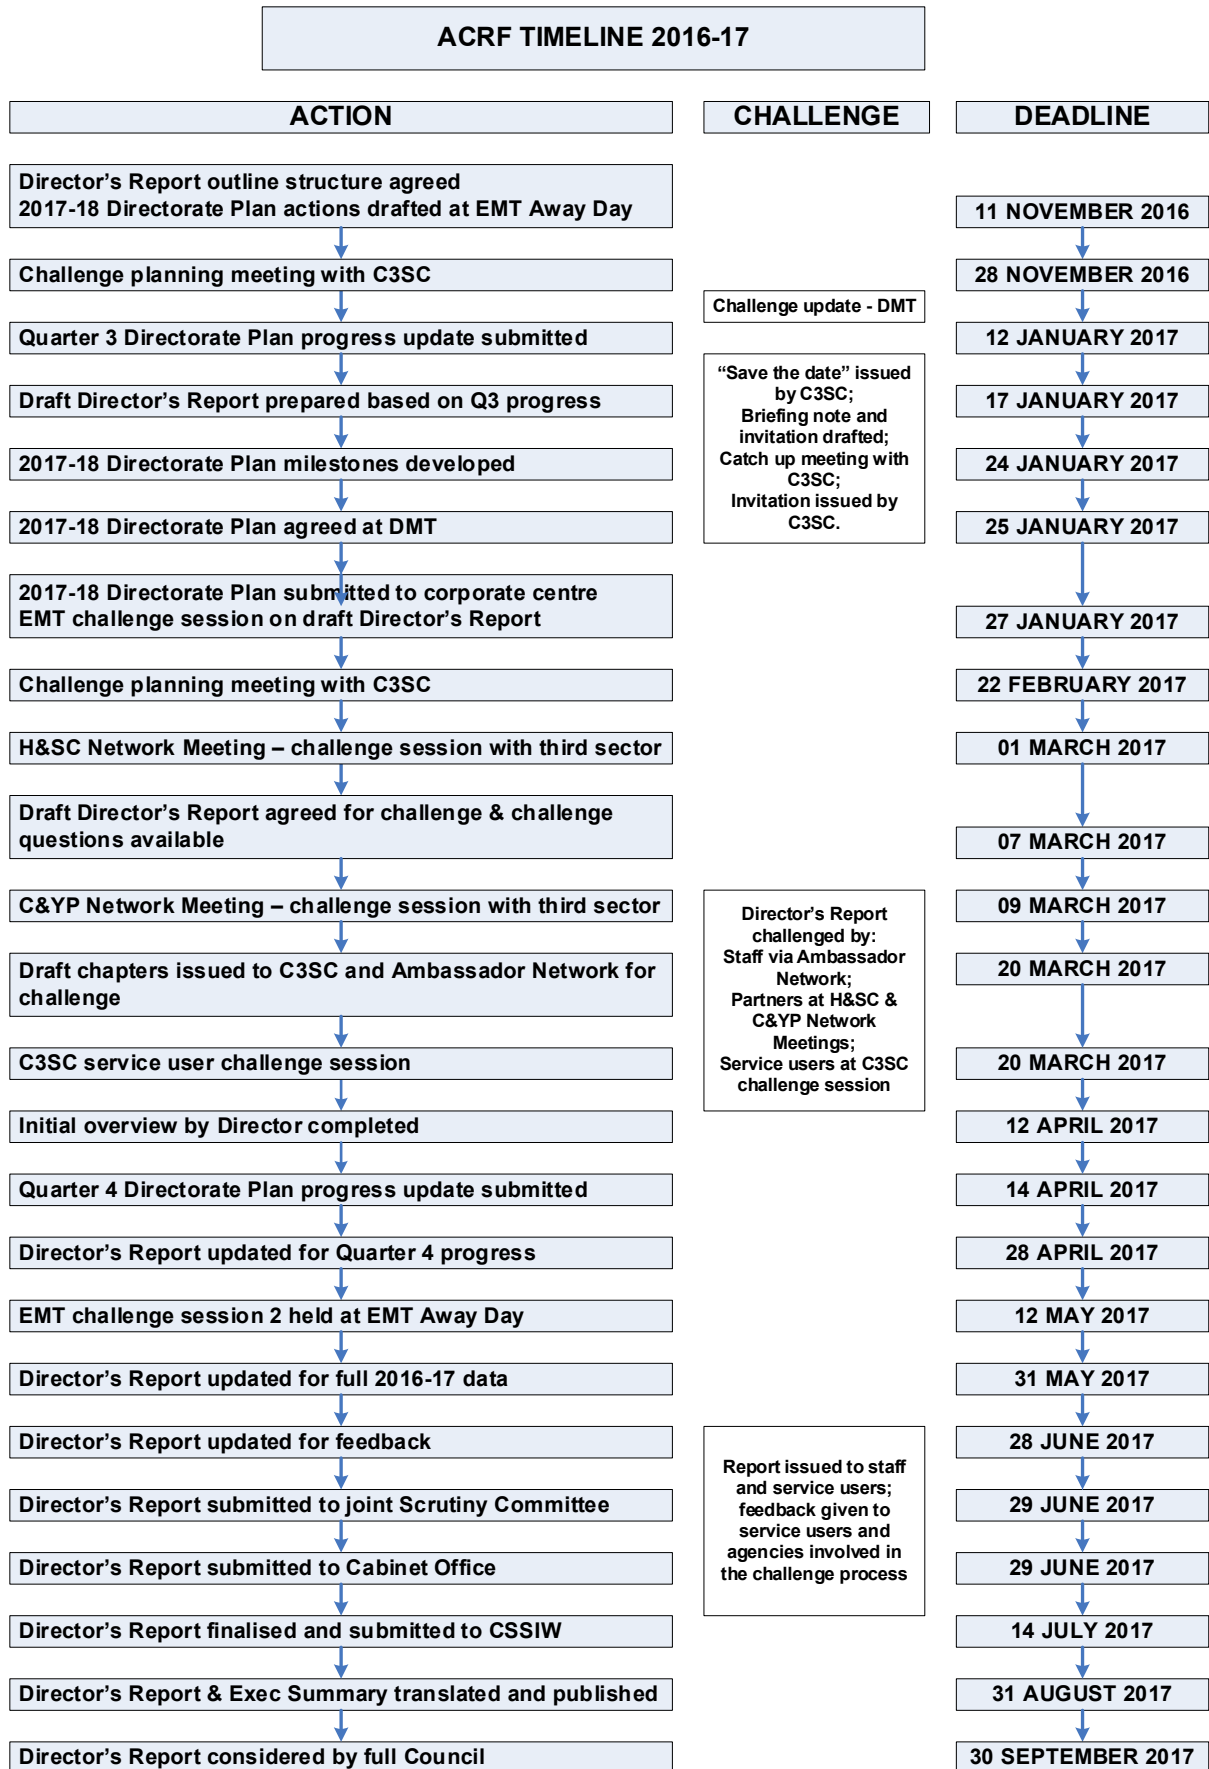 ACRF TIMELINE 2016-17
ACTION
CHALLENGE
DEADLINE
Director’s Report outline structure agreed
2017-18 Directorate Plan actions drafted at EMT Away Day
11 NOVEMBER 2016
Challenge planning meeting with C3SC
28 NOVEMBER 2016
Challenge update - DMT
Quarter 3 Directorate Plan progress update submitted
12 JANUARY 2017
“Save the date” issued
by C3SC;
Briefing note and
invitation drafted;
Catch up meeting with
C3SC;
Invitation issued by
C3SC.
Draft Director’s Report prepared based on Q3 progress
17 JANUARY 2017
2017-18 Directorate Plan milestones developed
24 JANUARY 2017
2017-18 Directorate Plan agreed at DMT
25 JANUARY 2017
2017-18 Directorate Plan submitted to corporate centre
EMT challenge session on draft Director’s Report
27 JANUARY 2017
Challenge planning meeting with C3SC
22 FEBRUARY 2017
H&SC Network Meeting – challenge session with third sector
01 MARCH 2017
Draft Director’s Report agreed for challenge & challenge
questions available
07 MARCH 2017
C&YP Network Meeting – challenge session with third sector
09 MARCH 2017
Director’s Report
challenged by:
Staff via Ambassador
Network;
Partners at H&SC &
C&YP Network
Meetings;
Service users at C3SC
challenge session
Draft chapters issued to C3SC and Ambassador Network for
challenge
20 MARCH 2017
C3SC service user challenge session
20 MARCH 2017
Initial overview by Director completed
12 APRIL 2017
Quarter 4 Directorate Plan progress update submitted
14 APRIL 2017
Director’s Report updated for Quarter 4 progress
28 APRIL 2017
EMT challenge session 2 held at EMT Away Day
12 MAY 2017
Director’s Report updated for full 2016-17 data
31 MAY 2017
Director’s Report updated for feedback
28 JUNE 2017
Report issued to staff
and service users;
feedback given to
service users and
agencies involved in
the challenge process
Director’s Report submitted to joint Scrutiny Committee
29 JUNE 2017
Director’s Report submitted to Cabinet Office
29 JUNE 2017
Director’s Report finalised and submitted to CSSIW
14 JULY 2017
Director’s Report & Exec Summary translated and published
31 AUGUST 2017
Director’s Report considered by full Council
30 SEPTEMBER 2017